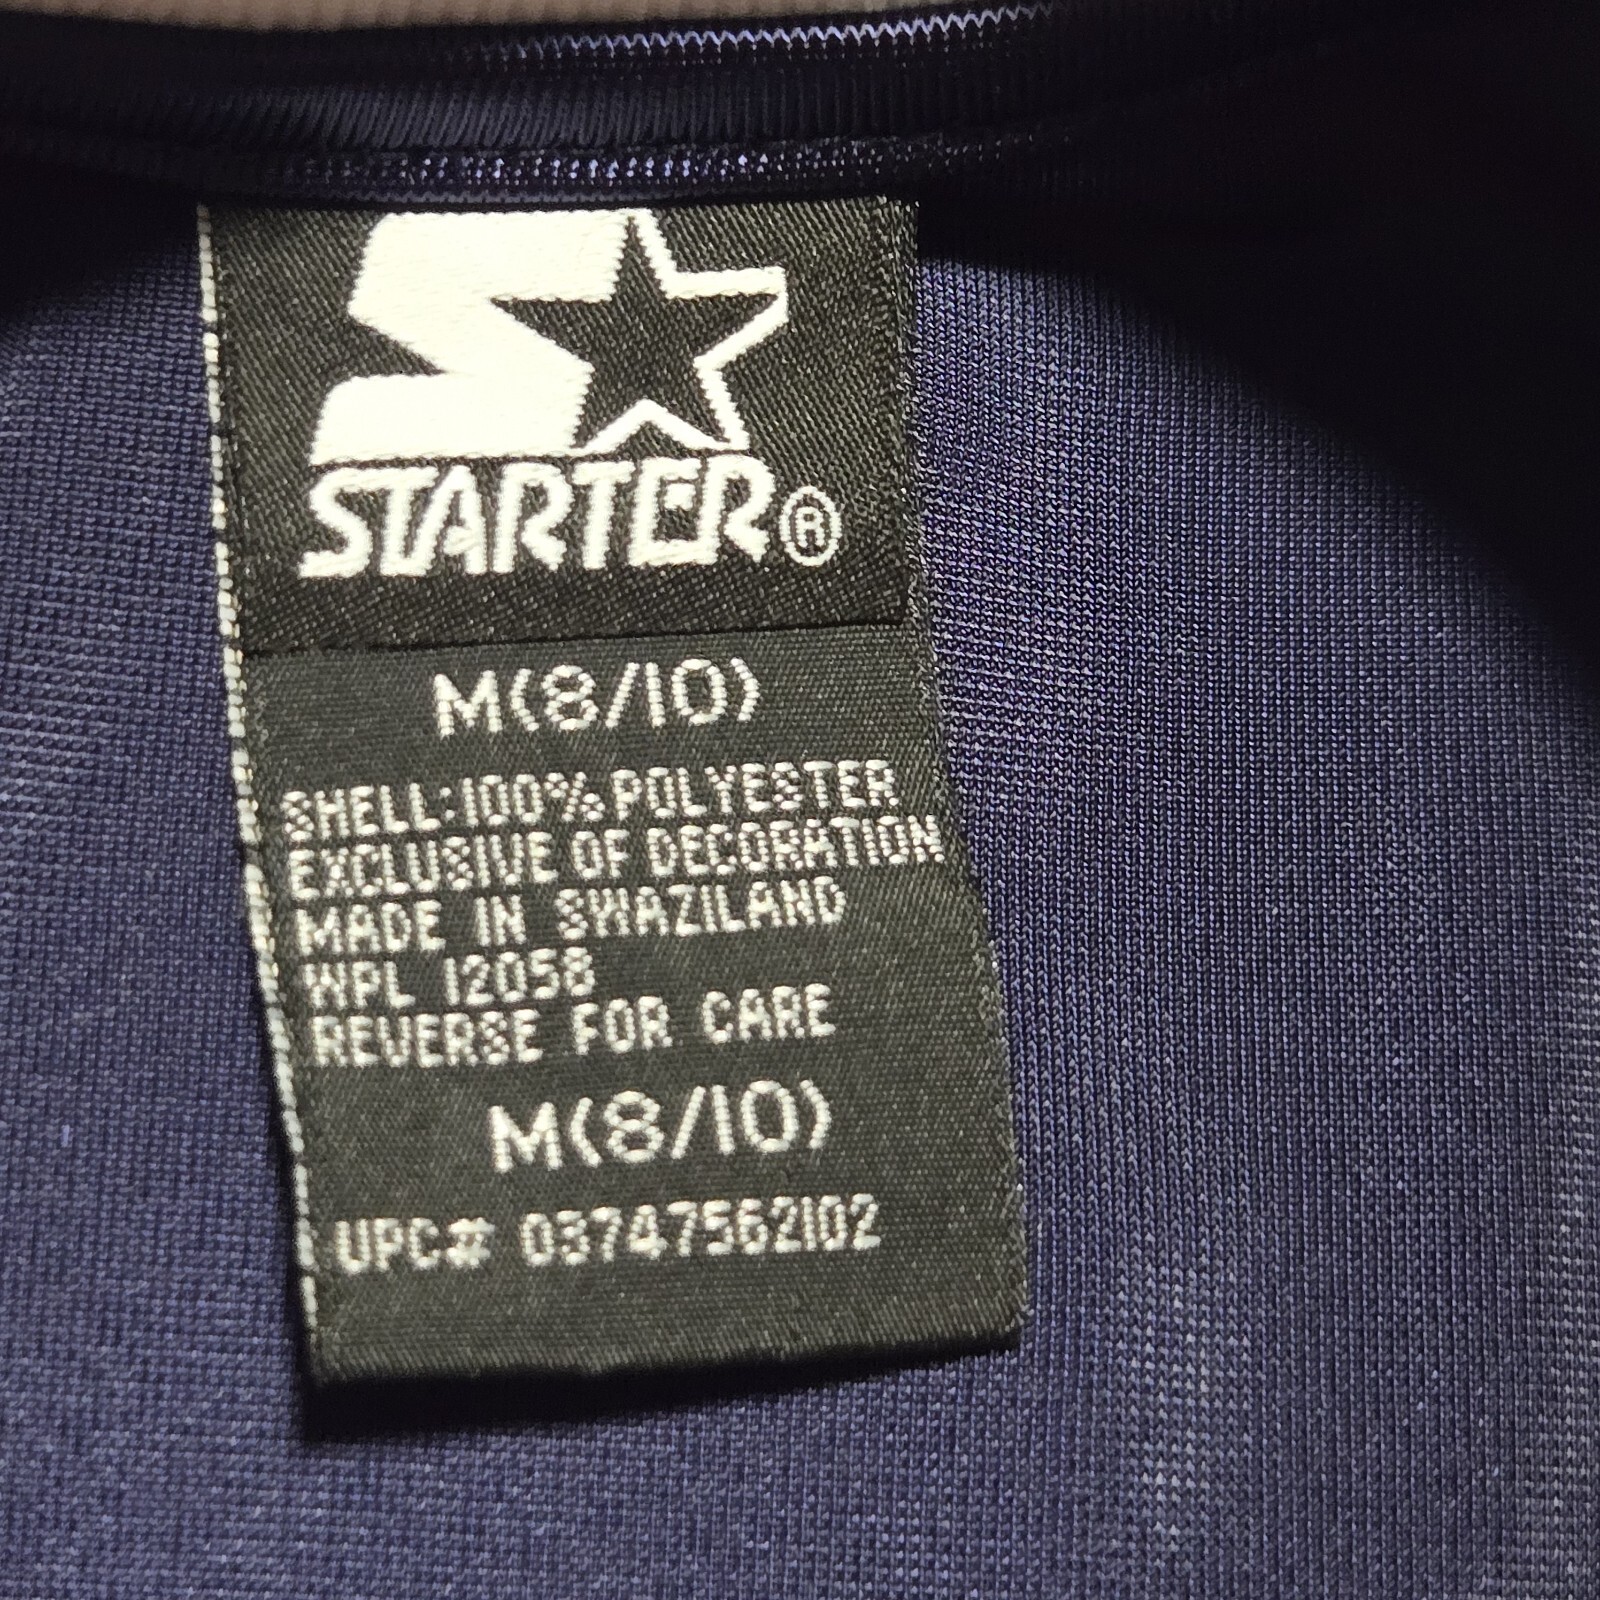 STARTER®
M(8/10)
SHELL:100% POLYESTER
EXCLUSIVE OF DECORATION
MADE IN SWAZILAND
WPL 12058
REVERSE FOR CARE
M(8/10)
UPC# 03747562102